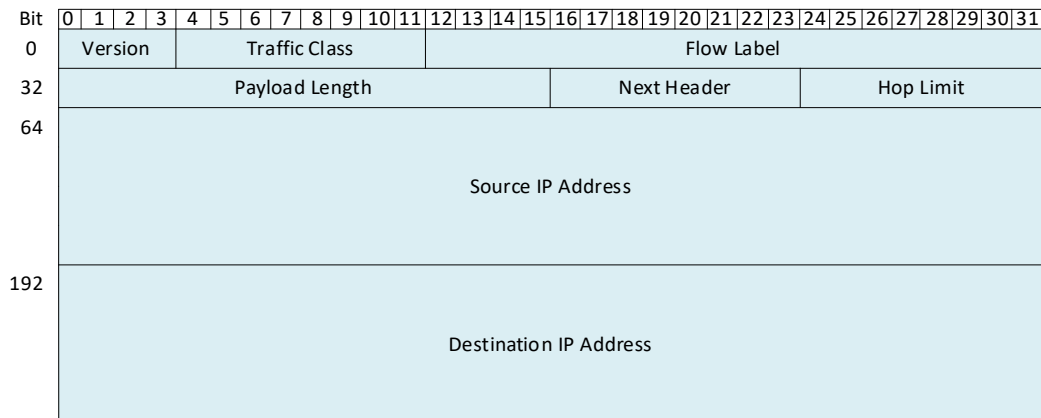 Bit 0 1 2 3 4 5 6 7 8 9 10 11 12 13 14 15 16 17 18 19 20 21 22 23 24 25 26 27 28 29 30 31
0 Version Traffic Class Flow Label
32 Payload Length Next Header Hop Limit
64
Source IP Address
192
Destination IP Address